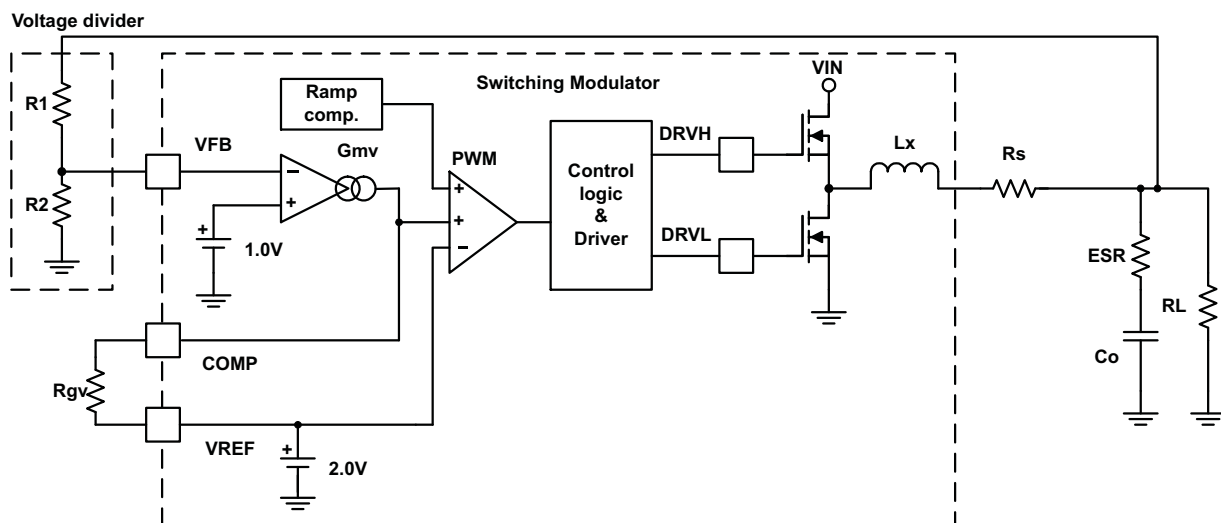 Voltage divider
R1
R2
VFB
Ramp
comp.
Switching Modulator
Gmv
+
1.0V
−
+
PWM
+
+
−
Control
logic
&
Driver
DRVH
DRVL
VIN
Lx
Rs
ESR
Co
RL
COMP
Rgv
VREF
+
2.0V